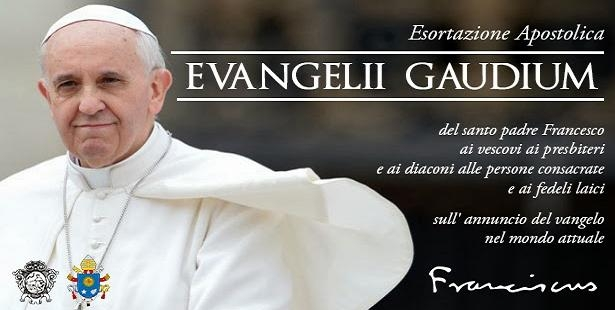 Esortazione Apostolica
EVANGELII GAUDIUM
del santo padre Francesco
ai vescovi ai presbiteri
e ai diaconi alle persone consacrate
e ai fedeli laici
sull' annuncio del vangelo
nel mondo attuale
Franciscus